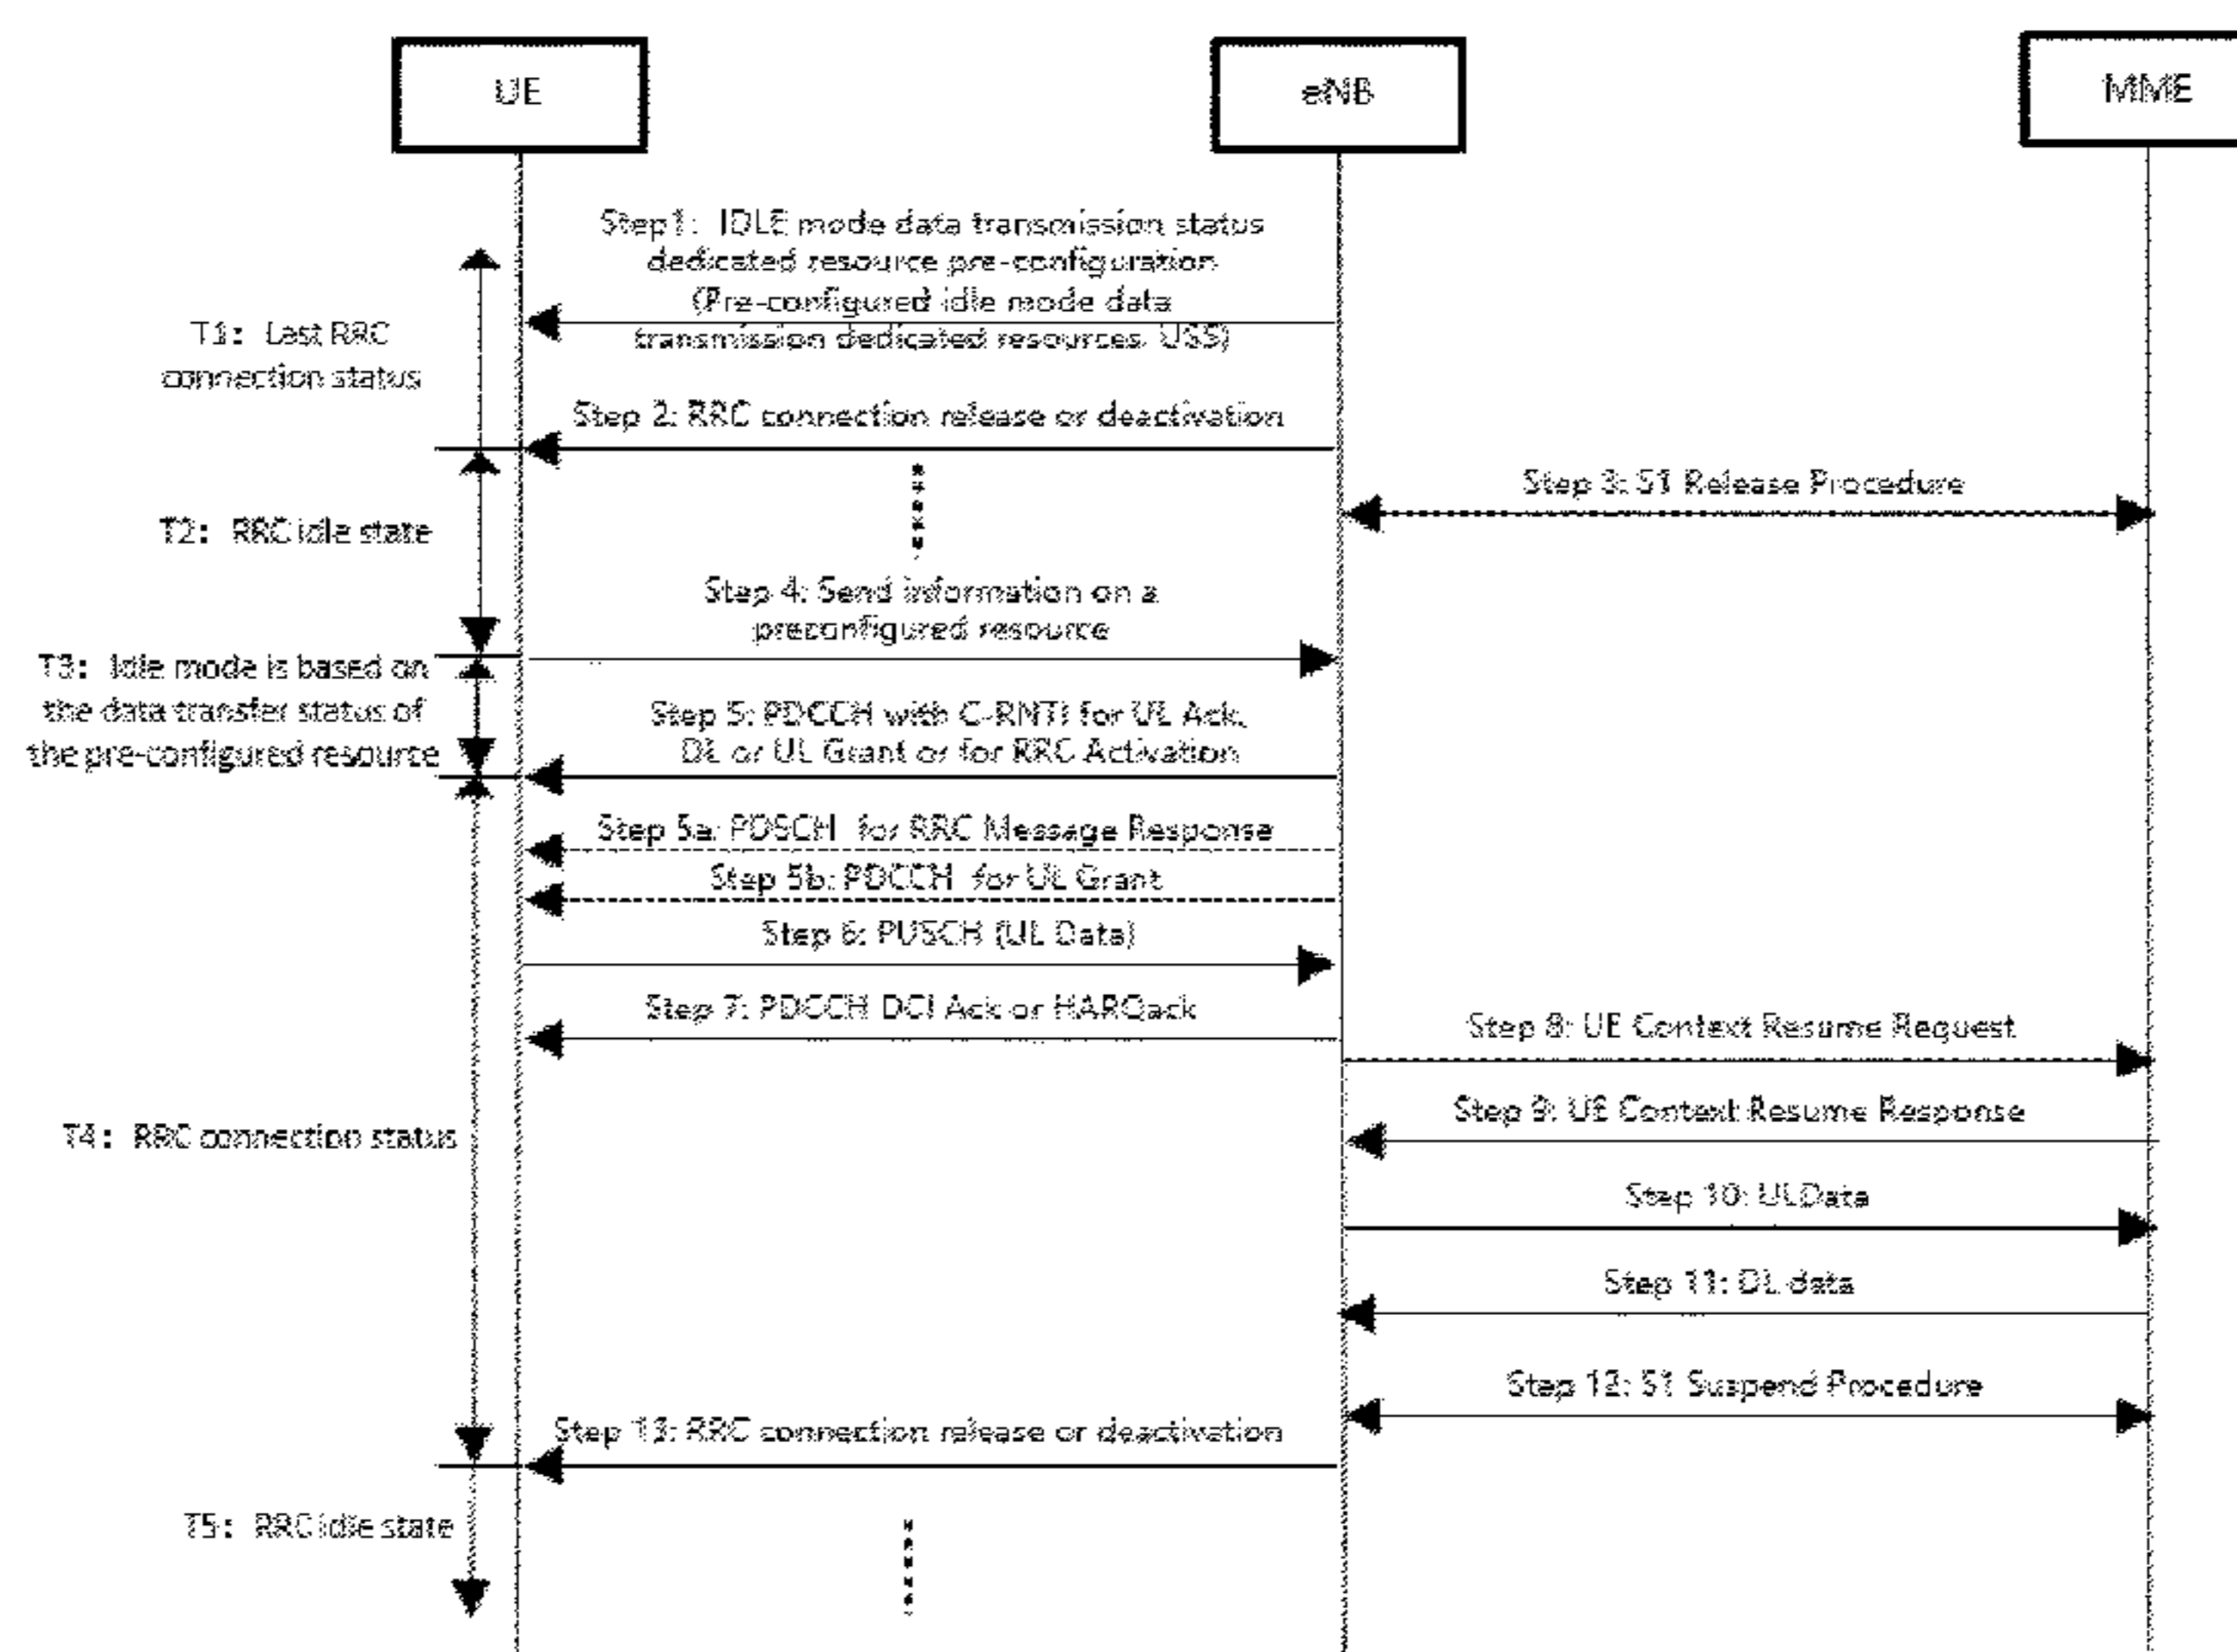 UE
eNB
MME
Step1: IDLE mode data transmission status
dedicated resource pre-configuration
(Pre-configured idle mode data
transmission dedicated resources, USS)
T1: Last RRC
connection status
Step 2: RRC connection release or deactivation
Step 3: S1 Release Procedure
T2: RRC idle state
Step 4: Send information on a
preconfigured resource
T3: Idle mode is based on
the data transfer status of
the pre-configured resource
Step 5: PDCCH with C-RNTI for UL Ack,
DL or UL Grant or for RRC Activation
Step 5a: PDSCH for RRC Message Response
Step 5b: PDCCH for UL Grant
Step 6: PUSCH (UL Data)
Step 7: PDCCH DCI Ack or HARQack
Step 8: UE Context Resume Request
Step 9: UE Context Resume Response
T4: RRC connection status
Step 10: ULData
Step 11: DL data
Step 12: S1 Suspend Procedure
Step 13: RRC connection release or deactivation
T5: RRC idle state